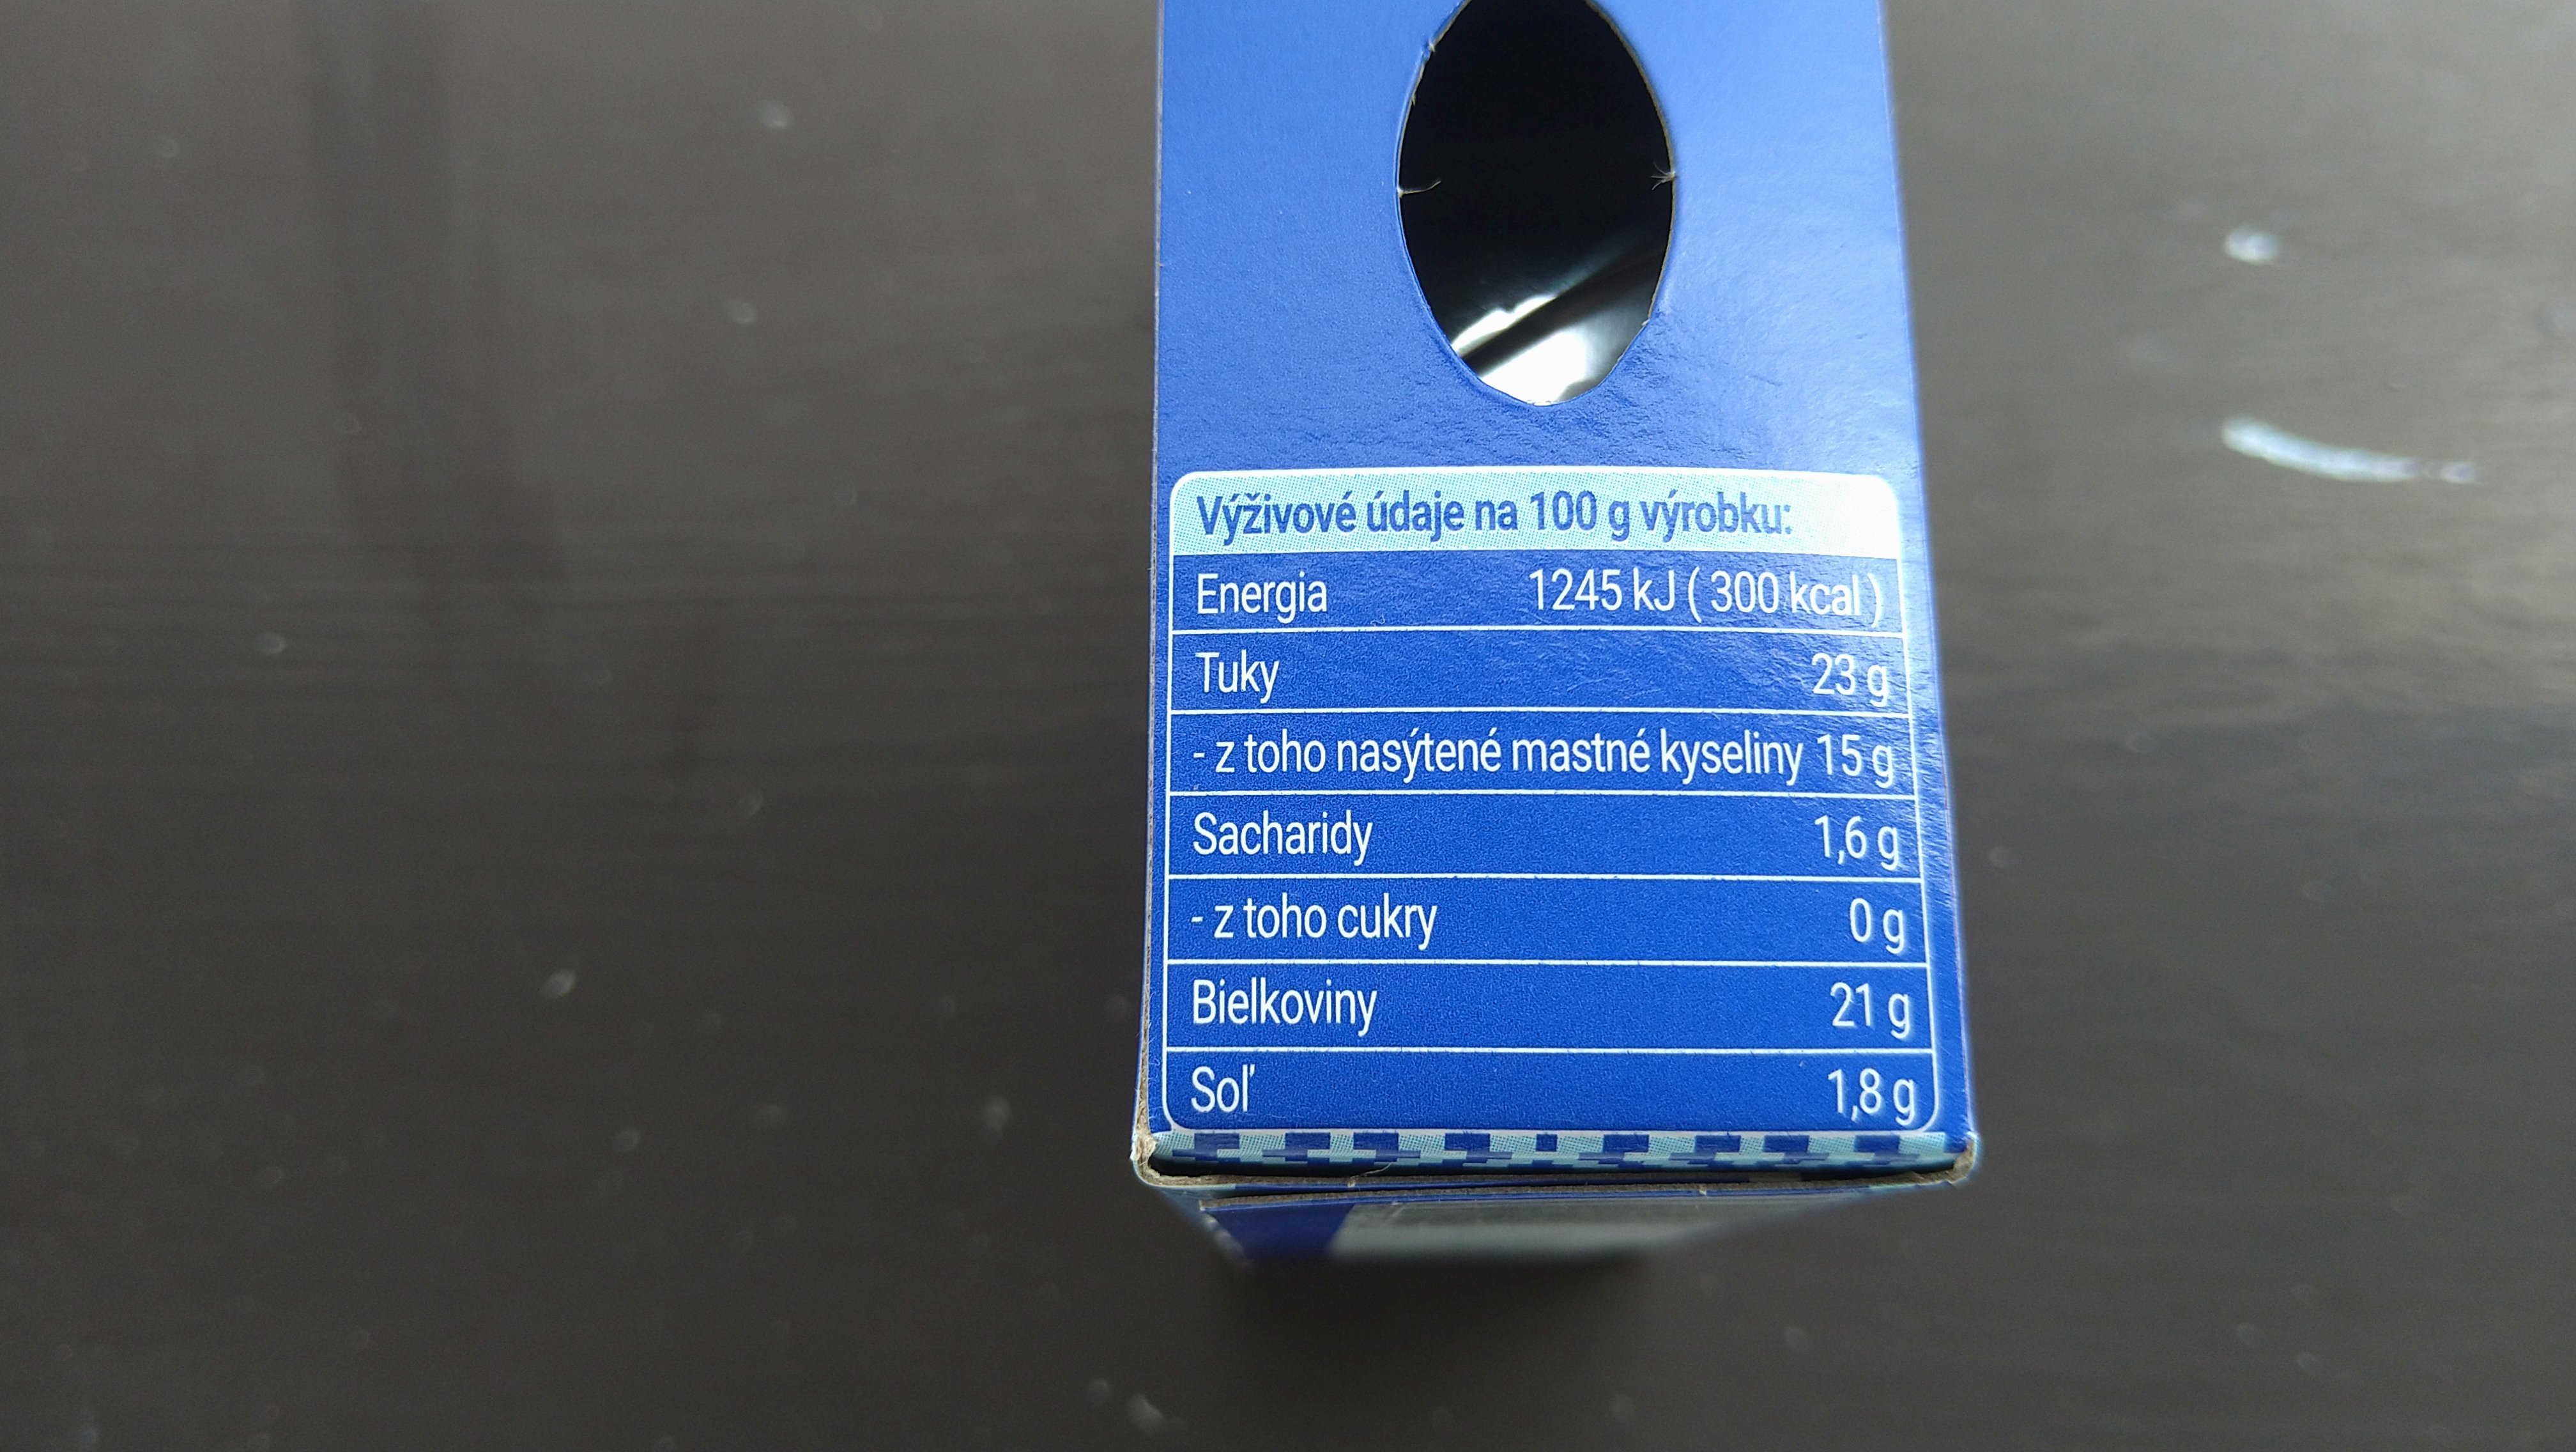 Výživové údaje na 100 g výrobku:
Energia 1245 kJ ( 300 kcal )
Tuky 23 g
- z toho nasýtené mastné kyseliny 15 g
Sacharidy 1,6 g
- z toho cukry 0 g
Bielkoviny 21 g
Soľ 1,8 g